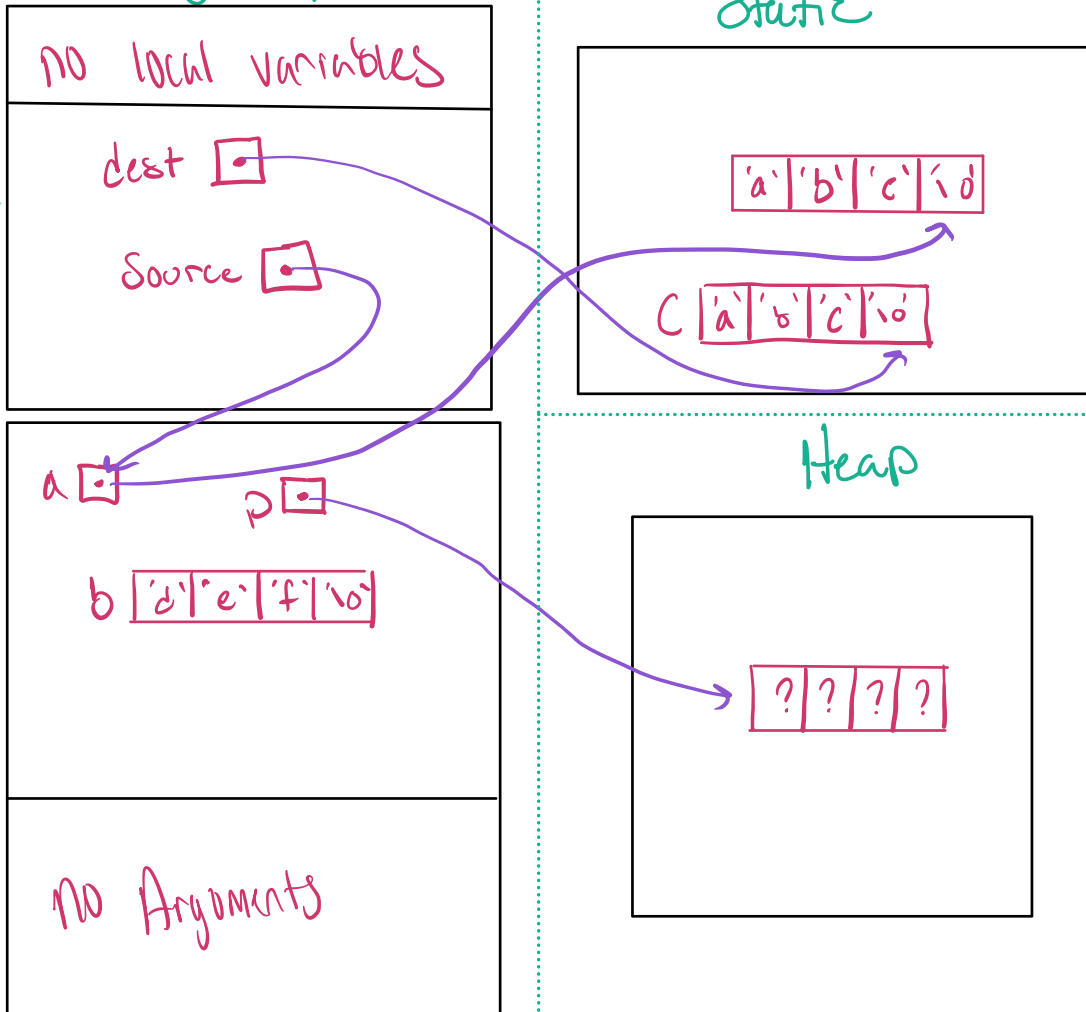 Static
no local variables
dest
'a' 'b' 'c' '\0'
Source
C 'a' 'b' 'c' '\0'
Heap
a
p
b 'd' 'e' 'f' '\0'
? ? ? ?
no Arguments